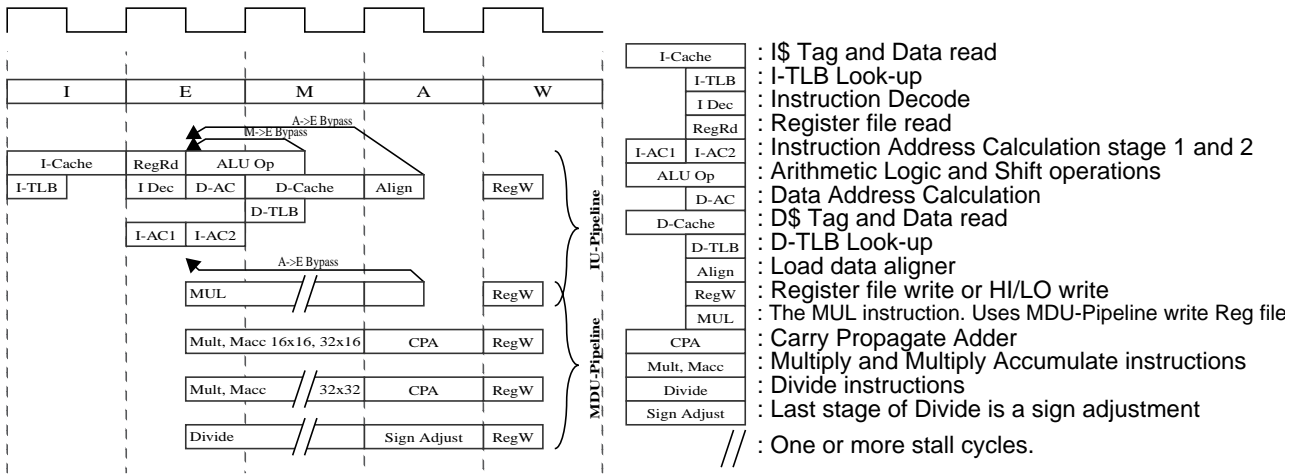 I E M A W
A->E Bypass
M->E Bypass
I-Cache RegRd ALU Op
I-TLB I Dec D-AC D-Cache Align RegW
D-TLB
I-AC1 I-AC2
A->E Bypass
MUL RegW
Mult, Macc 16x16, 32x16 CPA RegW
Mult, Macc 32x32 CPA RegW
Divide Sign Adjust RegW
IU-Pipeline
MDU-Pipeline
I-Cache : I$ Tag and Data read
I-TLB : I-TLB Look-up
I Dec : Instruction Decode
RegRd : Register file read
I-AC1 I-AC2 : Instruction Address Calculation stage 1 and 2
ALU Op : Arithmetic Logic and Shift operations
D-AC : Data Address Calculation
D-Cache : D$ Tag and Data read
D-TLB : D-TLB Look-up
Align : Load data aligner
RegW : Register file write or HI/LO write
MUL : The MUL instruction. Uses MDU-Pipeline write Reg file
CPA : Carry Propagate Adder
Mult, Macc : Multiply and Multiply Accumulate instructions
Divide : Divide instructions
Sign Adjust : Last stage of Divide is a sign adjustment
// : One or more stall cycles.